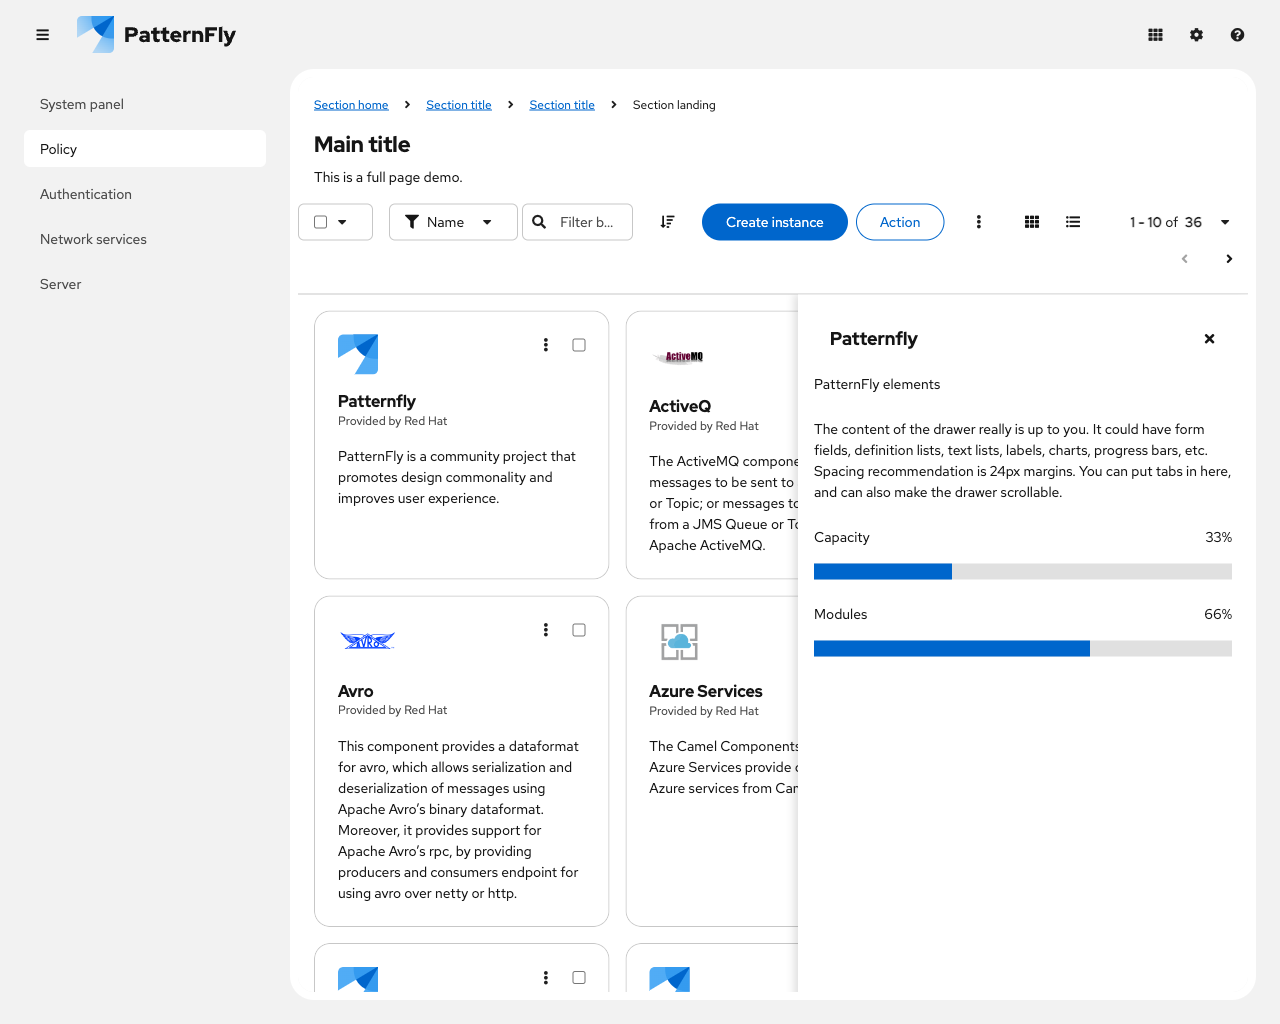 PatternFly
System panel
Policy
Authentication
Network services
Server
Section home
Section title
Section title
Section landing
Main title
This is a full page demo.
Name
Filter b...
Create instance
Action
1 - 10 of 36
Patternfly
Provided by Red Hat
PatternFly is a community project that
promotes design commonality and
improves user experience.
ActiveMQ
ActiveQ
Provided by Red Hat
The ActiveMQ compone
messages to be sent to
or Topic; or messages to
from a JMS Queue or To
Apache ActiveMQ.
AVRO
Avro
Provided by Red Hat
This component provides a dataformat
for avro, which allows serialization and
deserialization of messages using
Apache Avro's binary dataformat.
Moreover, it provides support for
Apache Avro's rpc, by providing
producers and consumers endpoint for
using avro over netty or http.
Azure Services
Provided by Red Hat
The Camel Components
Azure Services provide
Azure services from Cam
Patternfly
PatternFly elements
The content of the drawer really is up to you. It could have form
fields, definition lists, text lists, labels, charts, progress bars, etc.
Spacing recommendation is 24px margins. You can put tabs in here,
and can also make the drawer scrollable.
Capacity
33%
Modules
66%